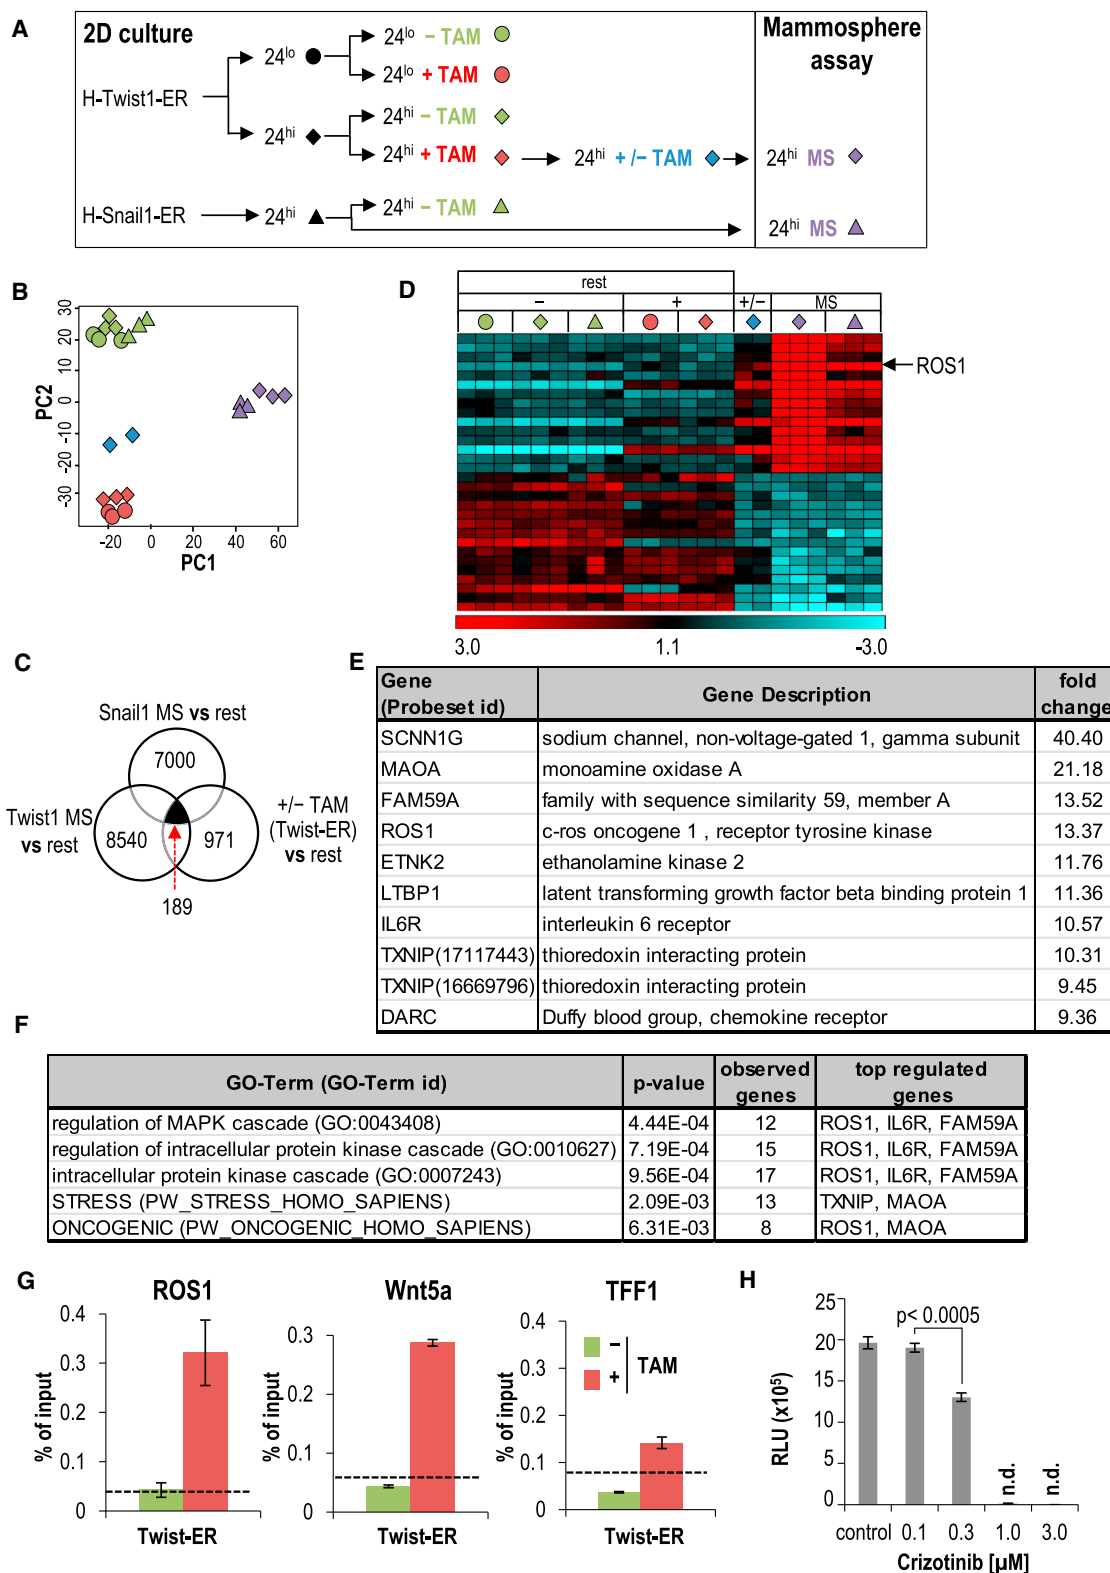 A
2D culture
Mammosphere
assay
H-Twist1-ER
24lo
24lo − TAM
24lo + TAM
24hi
24hi − TAM
24hi + TAM
24hi + /− TAM
24hi MS
H-Snail1-ER
24hi
24hi − TAM
24hi MS
B
PC2
30
20
10
0
-10
-20
-30
-20
0
20
40
60
PC1
D
rest
−
+
+/−
MS
ROS1
3.0
1.1
-3.0
C
Snail1 MS vs rest
7000
Twist1 MS
vs rest
8540
971
+/− TAM
(Twist-ER)
vs rest
189
E
Gene
(Probeset id)
Gene Description
fold
change
SCNN1G sodium channel, non-voltage-gated 1, gamma subunit 40.40
MAOA monoamine oxidase A 21.18
FAM59A family with sequence similarity 59, member A 13.52
ROS1 c-ros oncogene 1 , receptor tyrosine kinase 13.37
ETNK2 ethanolamine kinase 2 11.76
LTBP1 latent transforming growth factor beta binding protein 1 11.36
IL6R interleukin 6 receptor 10.57
TXNIP(17117443) thioredoxin interacting protein 10.31
TXNIP(16669796) thioredoxin interacting protein 9.45
DARC Duffy blood group, chemokine receptor 9.36
F
GO-Term (GO-Term id)
p-value
observed
genes
top regulated
genes
regulation of MAPK cascade (GO:0043408) 4.44E-04 12 ROS1, IL6R, FAM59A
regulation of intracellular protein kinase cascade (GO:0010627) 7.19E-04 15 ROS1, IL6R, FAM59A
intracellular protein kinase cascade (GO:0007243) 9.56E-04 17 ROS1, IL6R, FAM59A
STRESS (PW_STRESS_HOMO_SAPIENS) 2.09E-03 13 TXNIP, MAOA
ONCOGENIC (PW_ONCOGENIC_HOMO_SAPIENS) 6.31E-03 8 ROS1, MAOA
G
ROS1
% of input
0.4
0.3
0.2
0.1
0
Twist-ER
Wnt5a
% of input
0.3
0.2
0.1
0
Twist-ER
TFF1
% of input
0.4
0.3
0.2
0.1
0
− 
+
TAM
Twist-ER
H
RLU (x10⁵)
25
20
15
10
5
0
p< 0.0005
n.d.
n.d.
control 0.1 0.3 1.0 3.0
Crizotinib [µM]